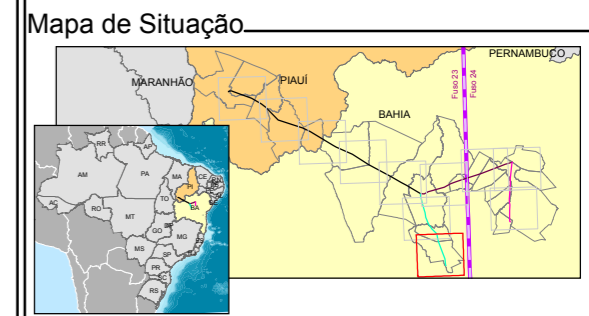 Mapa de Situação
PERNAMBUCO
MARANHÃO
PIAUÍ
Fuso 23
Fuso 24
BAHIA
RR
AP
AM
PA
MA
CE
PI
AC
RO
TO
BA
MT
GO
MG
ES
MS
SP
PR
SC
RS